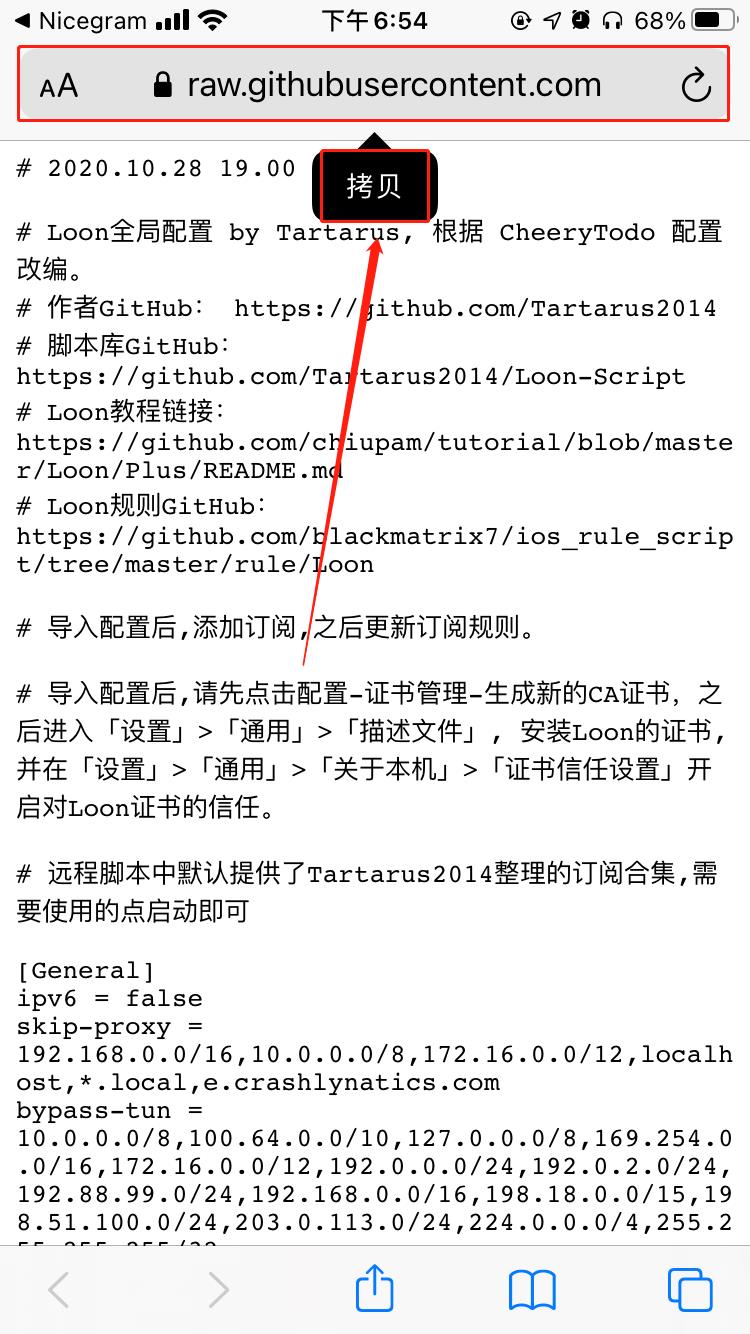 Nicegram 下午6:54 68%
AA raw.githubusercontent.com
拷贝
# 2020.10.28 19.00
# Loon全局配置 by Tartarus, 根据 CheeryTodo 配置
改编。
# 作者GitHub： https://github.com/Tartarus2014
# 脚本库GitHub：
https://github.com/Tartarus2014/Loon-Script
# Loon教程链接：
https://github.com/chiupam/tutorial/blob/maste
r/Loon/Plus/README.md
# Loon规则GitHub：
https://github.com/blackmatrix7/ios_rule_scrip
t/tree/master/rule/Loon
# 导入配置后,添加订阅,之后更新订阅规则。
# 导入配置后,请先点击配置-证书管理-生成新的CA证书，之
后进入「设置」>「通用」>「描述文件」, 安装Loon的证书,
并在「设置」>「通用」>「关于本机」>「证书信任设置」开
启对Loon证书的信任。
# 远程脚本中默认提供了Tartarus2014整理的订阅合集,需
要使用的点启动即可
[General]
ipv6 = false
skip-proxy =
192.168.0.0/16,10.0.0.0/8,172.16.0.0/12,localh
ost,*.local,e.crashlynatics.com
bypass-tun =
10.0.0.0/8,100.64.0.0/10,127.0.0.0/8,169.254.0
.0/16,172.16.0.0/12,192.0.0.0/24,192.0.2.0/24,
192.88.99.0/24,192.168.0.0/16,198.18.0.0/15,19
8.51.100.0/24,203.0.113.0/24,224.0.0.0/4,255.2